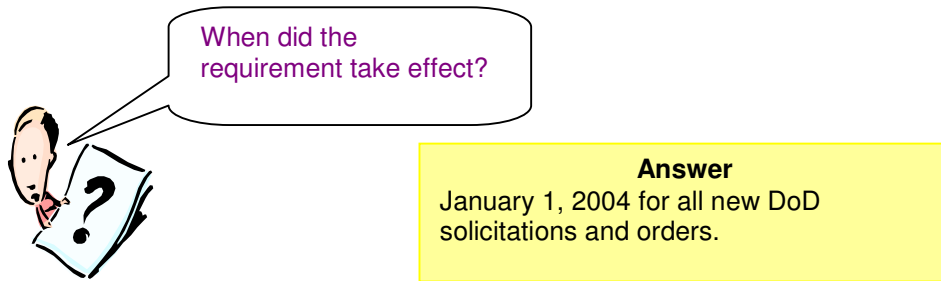 When did the
requirement take effect?
?
Answer
January 1, 2004 for all new DoD
solicitations and orders.